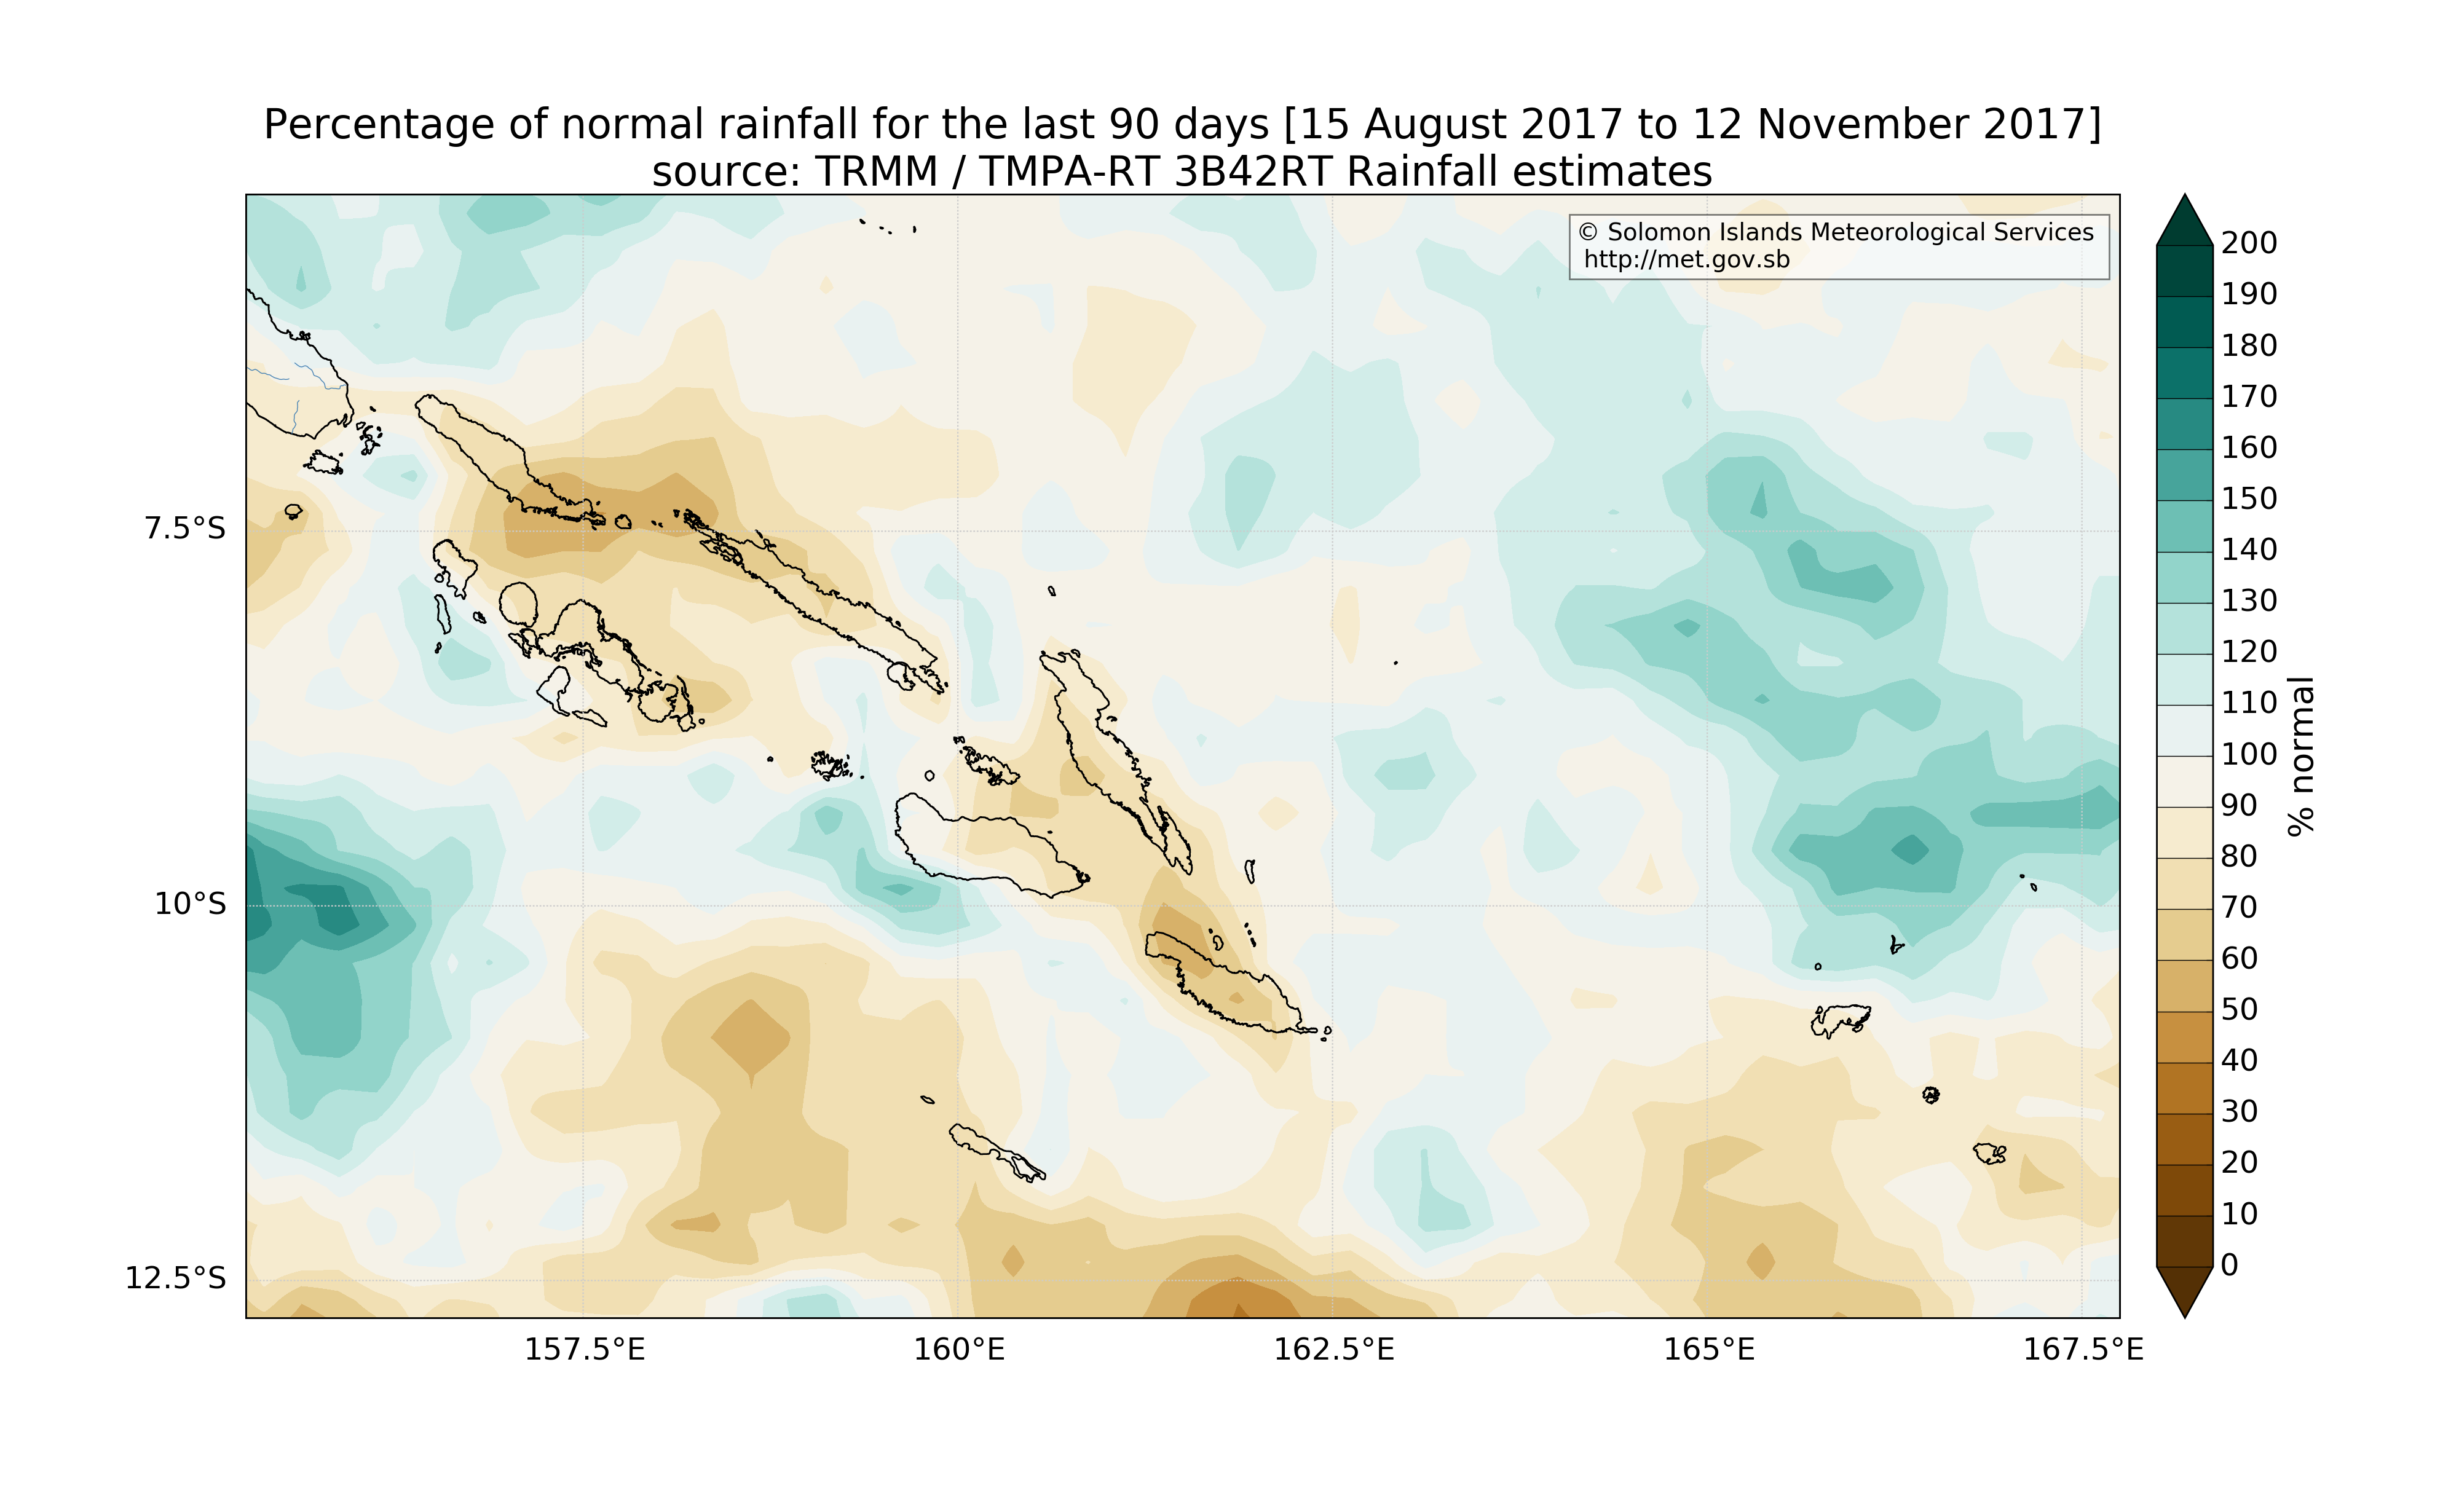 Percentage of normal rainfall for the last 90 days [15 August 2017 to 12 November 2017]
source: TRMM / TMPA-RT 3B42RT Rainfall estimates
© Solomon Islands Meteorological Services
http://met.gov.sb
7.5°S
10°S
12.5°S
157.5°E
160°E
162.5°E
165°E
167.5°E
200
190
180
170
160
150
140
130
120
110
100
90
80
70
60
50
40
30
20
10
0
% normal